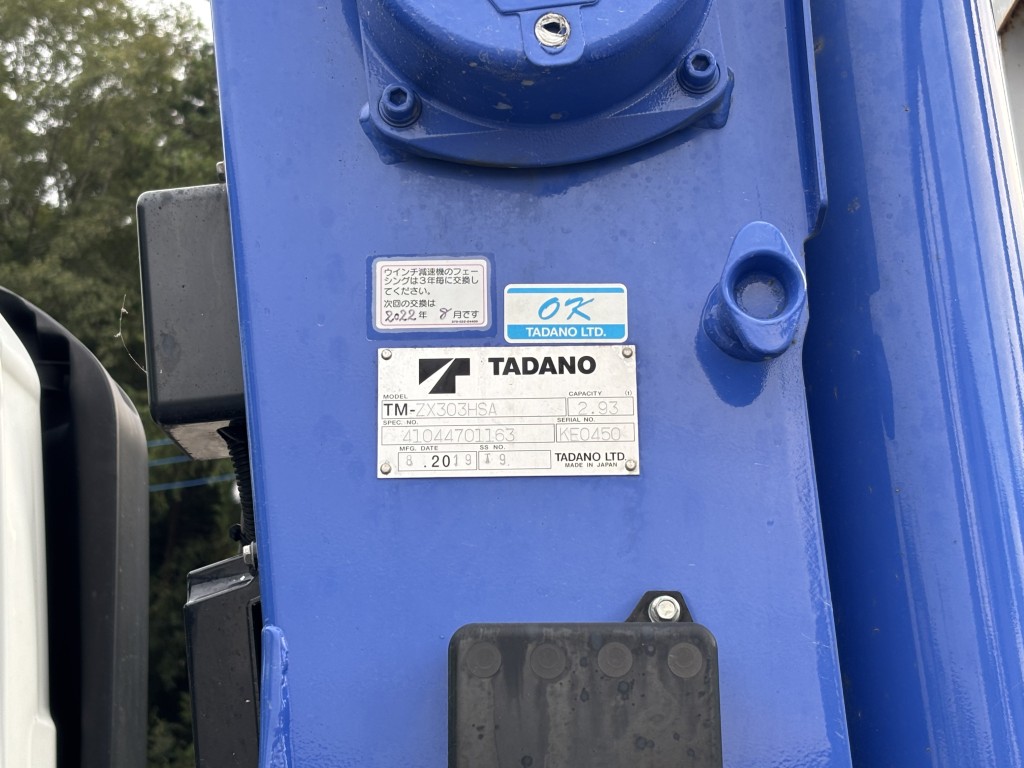 ウインチ減速機のフェー
シングは3年毎に交換し
てください。
次回の交換は
2022年 8月です
OK
TADANO LTD.
TADANO
MODEL
TM-ZX303HSA
CAPACITY (t)
2.93
SPEC. NO.
41044701163
SERIAL NO.
KE0450
MFG. DATE
8 .2019
SS NO.
I 9.
TADANO LTD.
MADE IN JAPAN